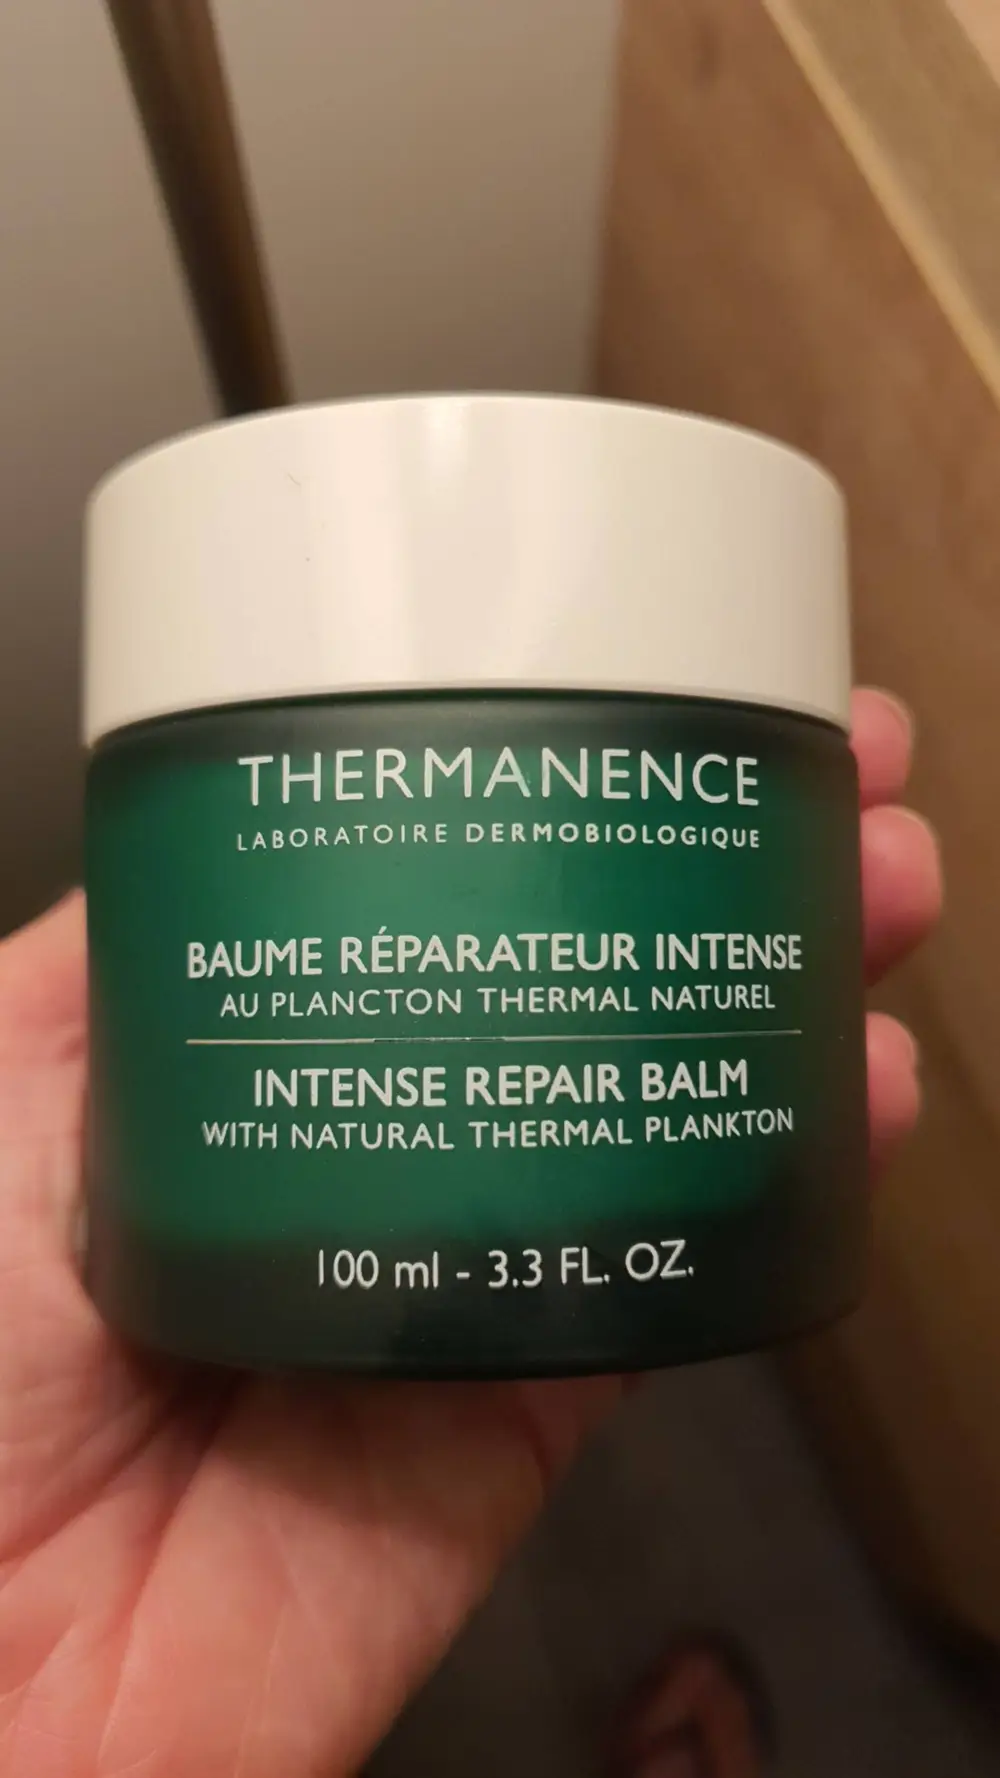 THERMANENCE
LABORATOIRE DERMOBIOLOGIQUE
BAUME RÉPARATEUR INTENSE
AU PLANCTON THERMAL NATUREL
INTENSE REPAIR BALM
WITH NATURAL THERMAL PLANKTON
100 ml - 3.3 FL. OZ.